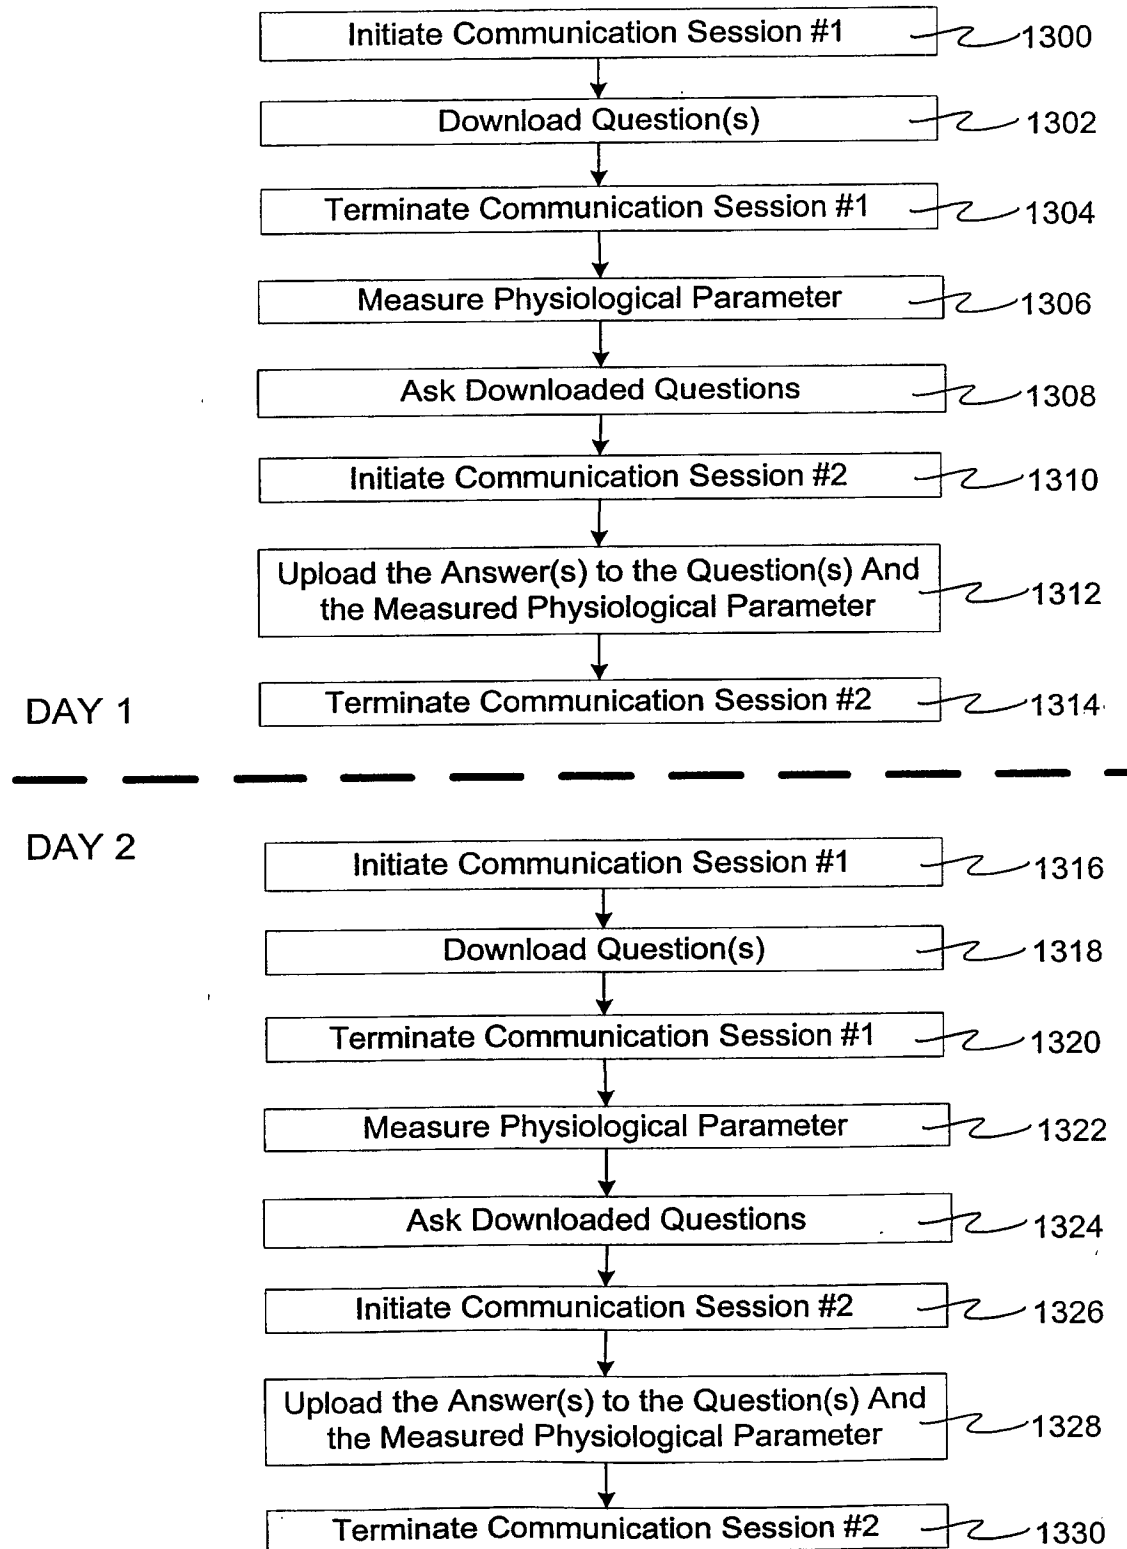 Initiate Communication Session #1 1300
Download Question(s) 1302
Terminate Communication Session #1 1304
Measure Physiological Parameter 1306
Ask Downloaded Questions 1308
Initiate Communication Session #2 1310
Upload the Answer(s) to the Question(s) And
the Measured Physiological Parameter 1312
Terminate Communication Session #2 1314
DAY 1
DAY 2
Initiate Communication Session #1 1316
Download Question(s) 1318
Terminate Communication Session #1 1320
Measure Physiological Parameter 1322
Ask Downloaded Questions 1324
Initiate Communication Session #2 1326
Upload the Answer(s) to the Question(s) And
the Measured Physiological Parameter 1328
Terminate Communication Session #2 1330